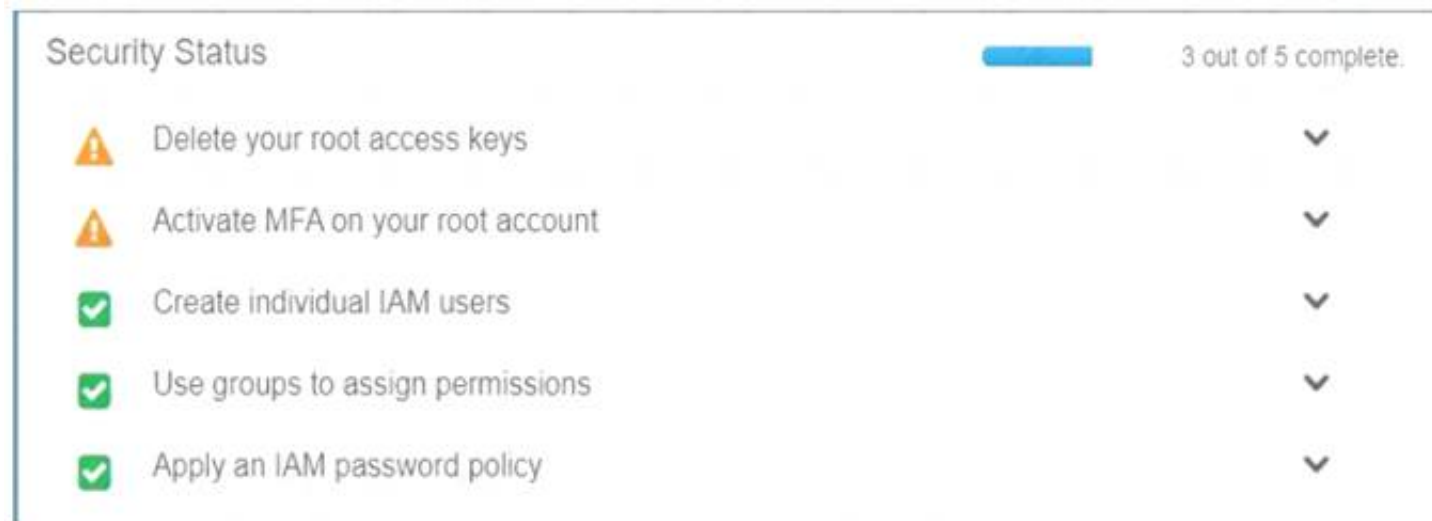 Security Status
3 out of 5 complete.
Delete your root access keys
Activate MFA on your root account
Create individual IAM users
Use groups to assign permissions
Apply an IAM password policy